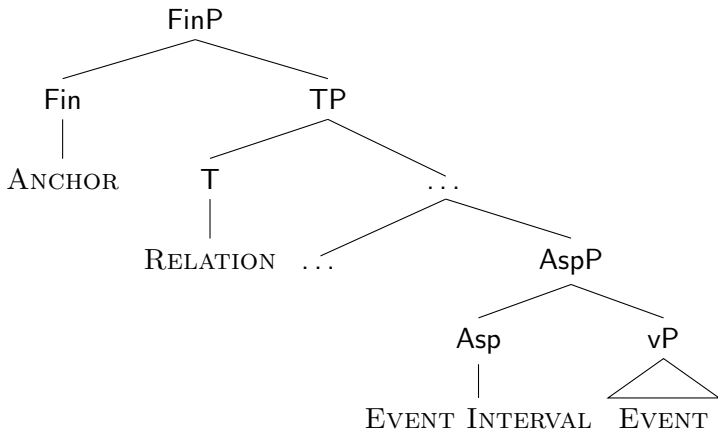 FinP
Fin TP
ANCHOR T ...
RELATION ... AspP
Asp vP
EVENT INTERVAL EVENT